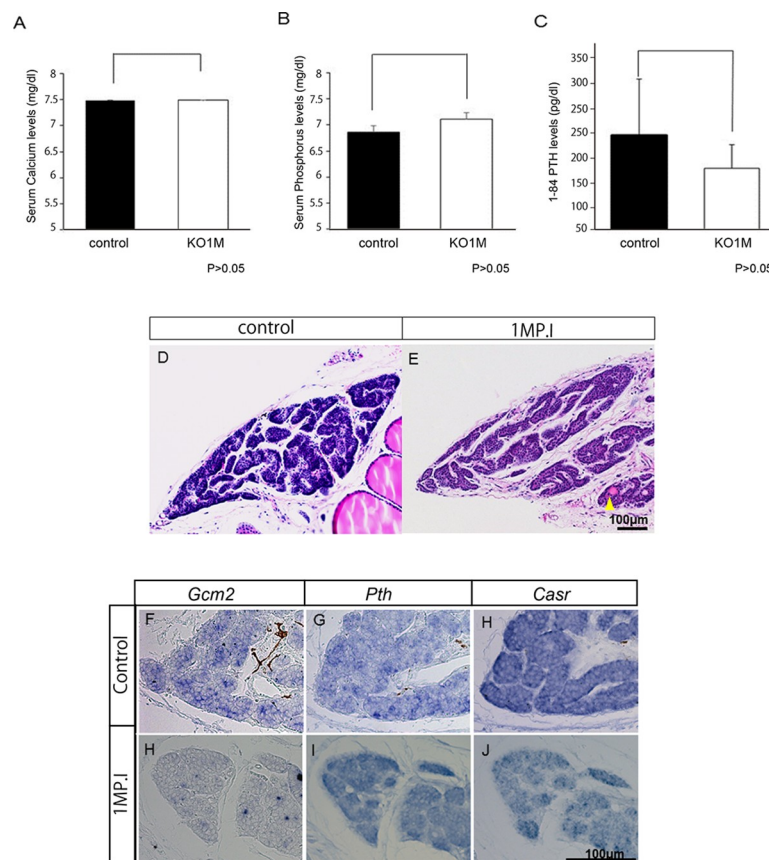 A
B
C
Serum Calcium levels (mg/dl)
8
7.5
7
6.5
6
5.5
5
control
KO1M
P>0.05
Serum Phosphorus levels (mg/dl)
8
7.5
7
6.5
6
5.5
5
control
KO1M
P>0.05
1-84 PTH levels (pg/dl)
350
300
250
250
150
100
50
control
KO1M
P>0.05
control
1MP.I
D
E
100μm
Gcm2
Pth
Casr
Control
F
G
H
1MP.I
H
I
J
100μm